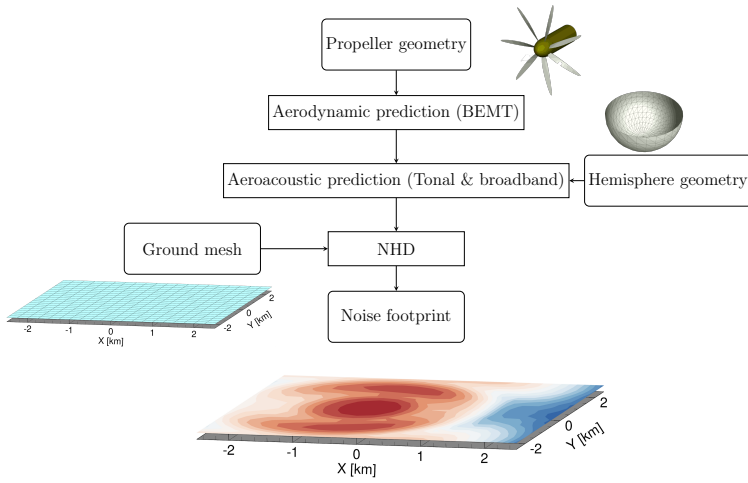 Propeller geometry
Aerodynamic prediction (BEMT)
Aeroacoustic prediction (Tonal & broadband)
Hemisphere geometry
Ground mesh
NHD
Noise footprint
-2 -1 0 1 2
X [km]
-2 0 2
Y [km]
-2 -1 0 1 2
X [km]
-2 0 2
Y [km]